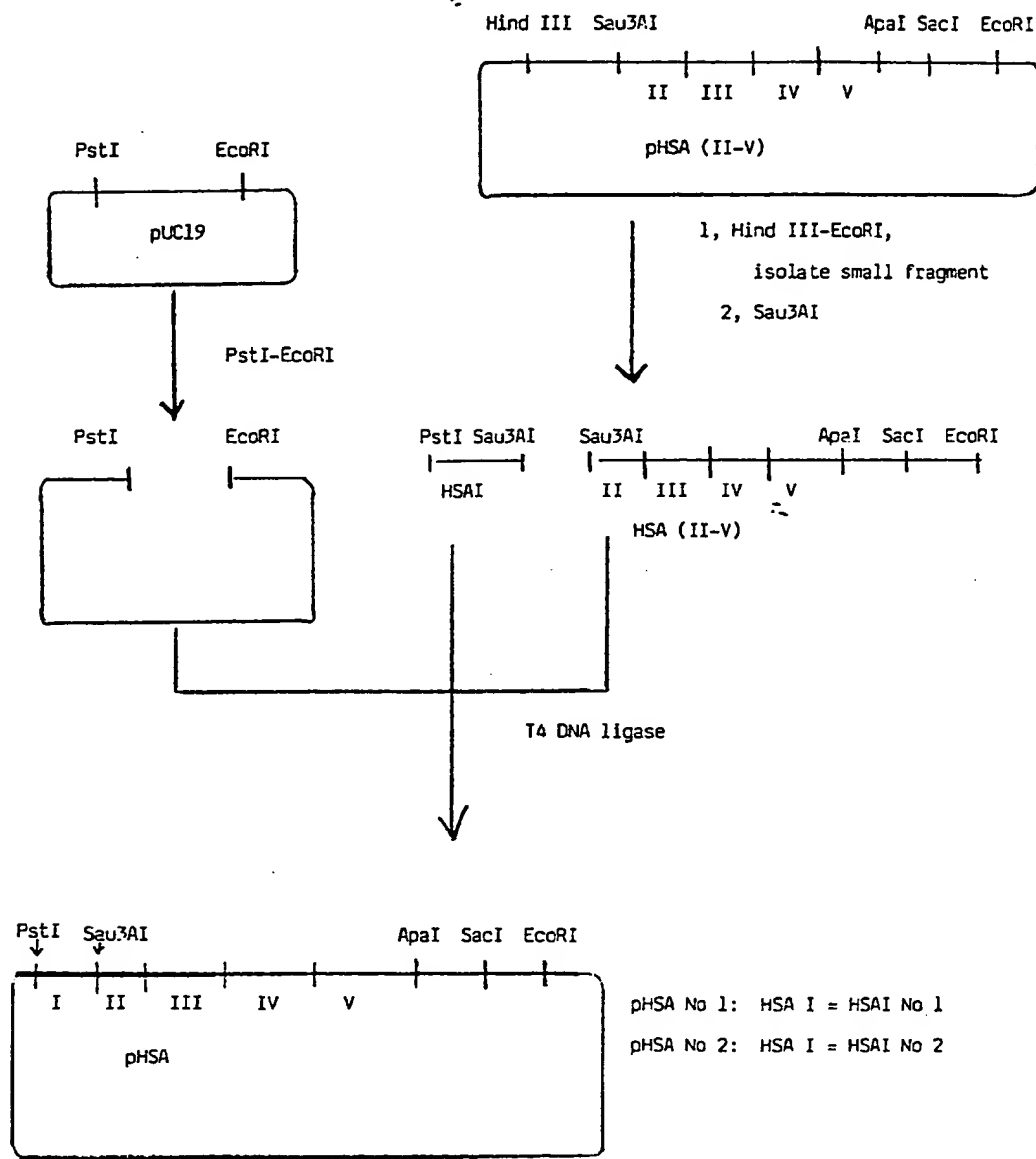 Hind III Sau3AI ApaI SacI EcoRI
II III IV V
pHSA (II-V)
PstI EcoRI
pUC19
1, Hind III-EcoRI,
isolate small fragment
2, Sau3AI
PstI-EcoRI
PstI EcoRI
PstI Sau3AI
HSAI
Sau3AI ApaI SacI EcoRI
II III IV V
HSA (II-V)
T4 DNA ligase
PstI Sau3AI ApaI SacI EcoRI
I II III IV V
pHSA
pHSA No 1: HSA I = HSAI No 1
pHSA No 2: HSA I = HSAI No 2